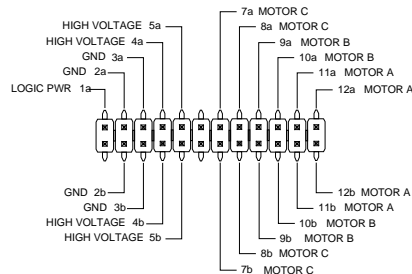 7a MOTOR C
HIGH VOLTAGE 5a
8a MOTOR C
HIGH VOLTAGE 4a
9a MOTOR B
GND 3a
10a MOTOR B
GND 2a
11a MOTOR A
LOGIC PWR 1a
12a MOTOR A
GND 2b
12b MOTOR A
GND 3b
11b MOTOR A
HIGH VOLTAGE 4b
10b MOTOR B
HIGH VOLTAGE 5b
9b MOTOR B
8b MOTOR C
7b MOTOR C